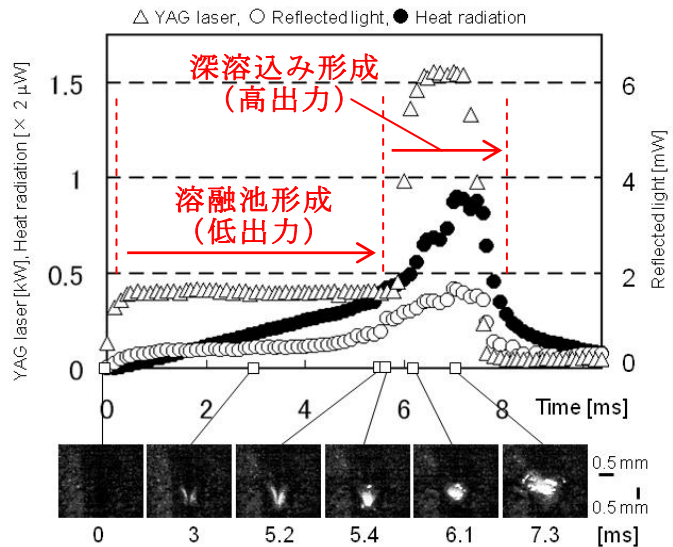 △ YAG laser, ○ Reflected light ● Heat radiation
YAG laser [kW], Heat radiation [× 2 μW]
1.5
1
0.5
0
深溶込み形成
（高出力）
溶融池形成
（低出力）
6
4
2
0
Reflected light [mW]
0 2 4 6 8 Time [ms]
0.5 mm
0.5 mm
0 3 5.2 5.4 6.1 7.3 [ms]